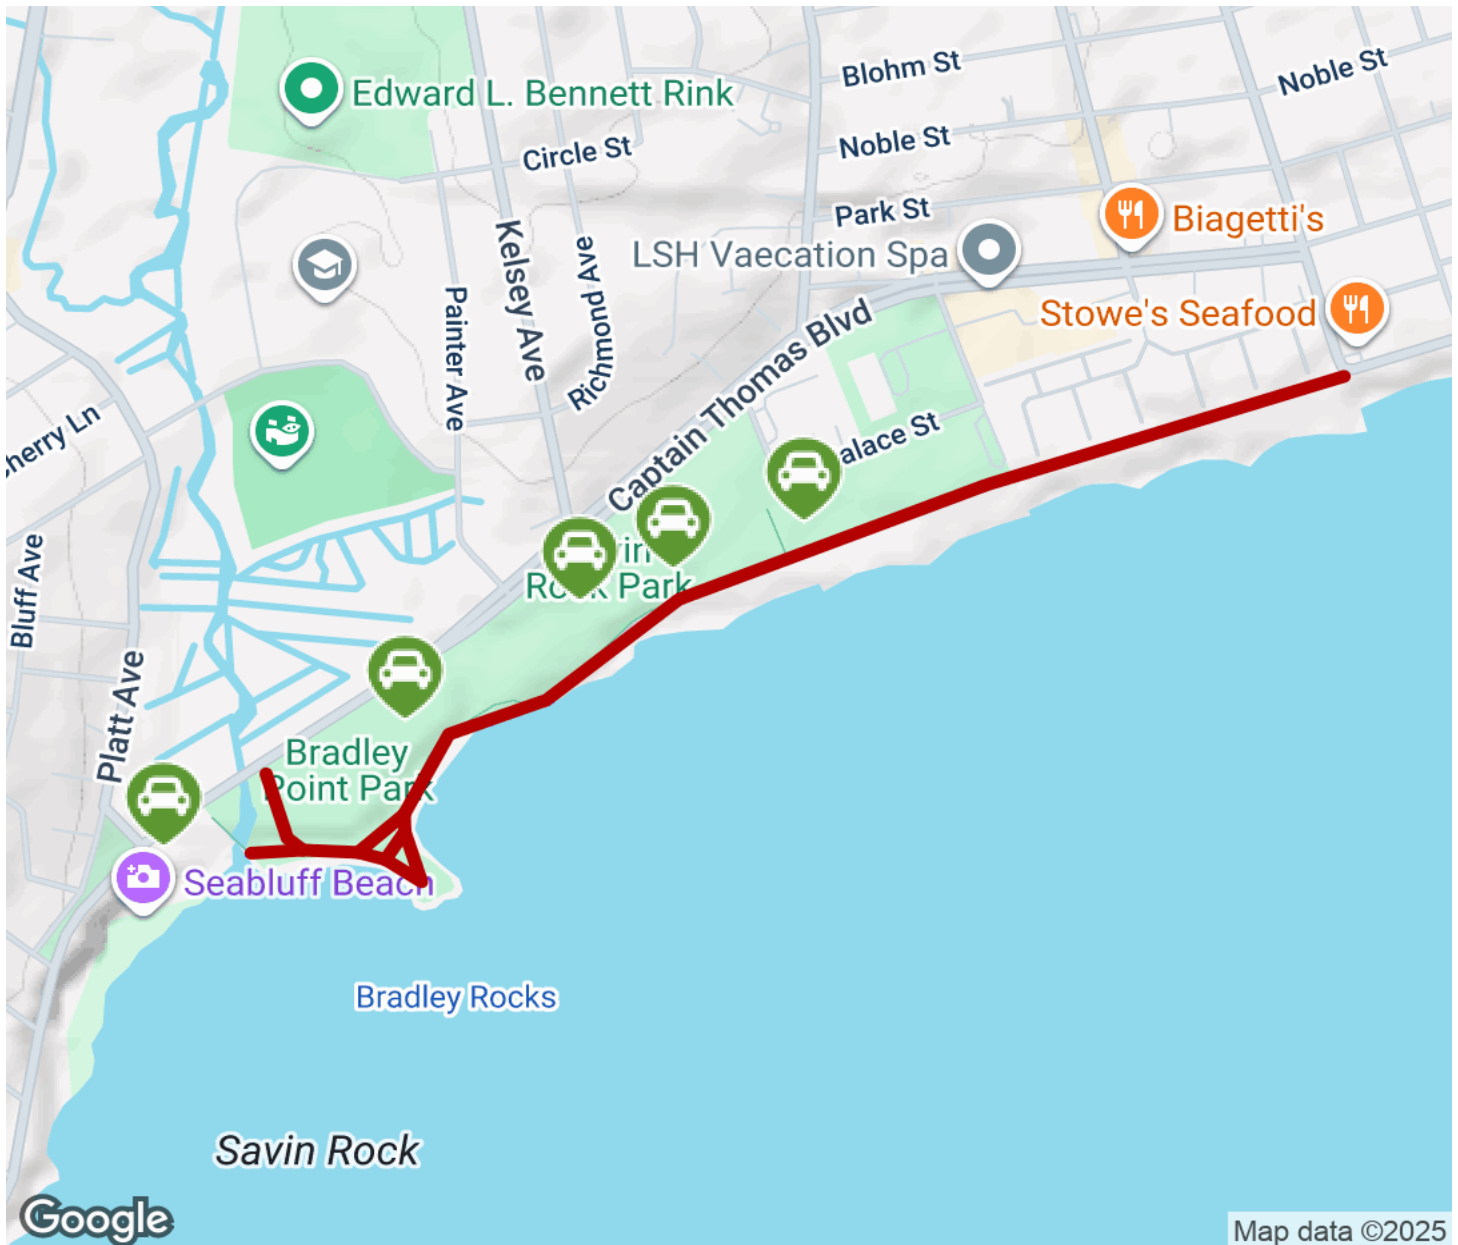 Blohm St
Noble St
Edward L. Bennett Rink
Noble St
Circle St
Park St
Biagetti's
LSH Vaecation Spa
Kelsey Ave
Richmond Ave
Painter Ave
Captain Thomas Blvd
Stowe's Seafood
alace St
herry Ln
Bluff Ave
Park
Platt Ave
Bradley
Point Park
Seabluff Beach
Bradley Rocks
Savin Rock
Google
Map data ©2025